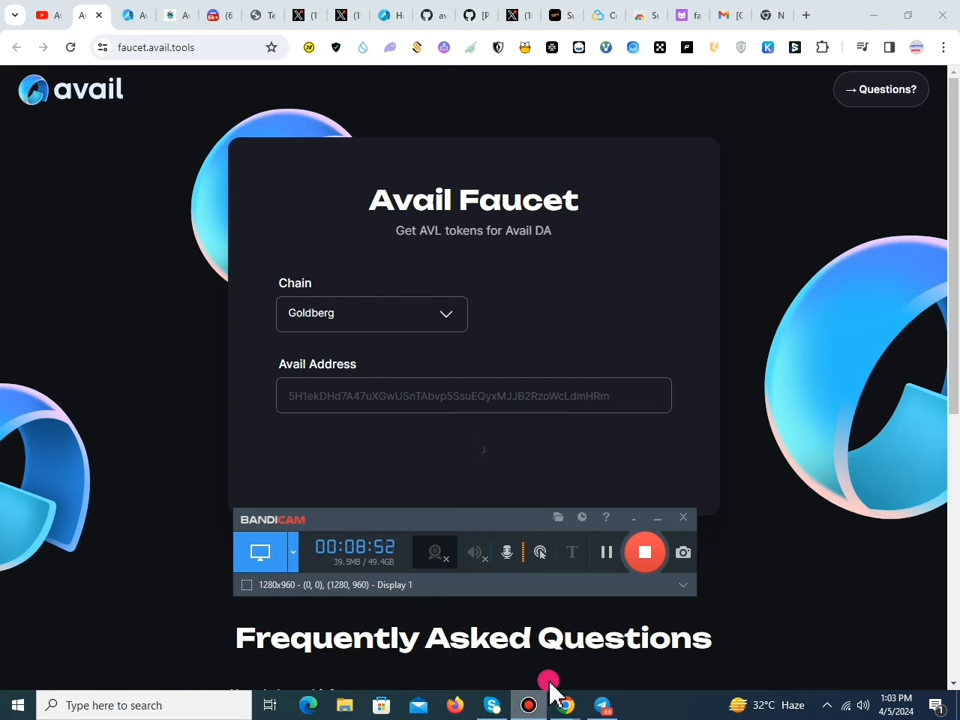 faucet.avail.tools
avail
→ Questions?
Avail Faucet
Get AVL tokens for Avail DA
Chain
Goldberg
Avail Address
5H1ekDHd7A47uXGwUSnTAbvp5SsuEQyxMJJB2RzoWcLdmHRm
BANDICAM
00:08:52
39.5MB / 49.4GB
1280x960 - (0, 0), (1280, 960) - Display 1
Frequently Asked Questions
Type here to search
32°C Haze
1:03 PM
4/5/2024